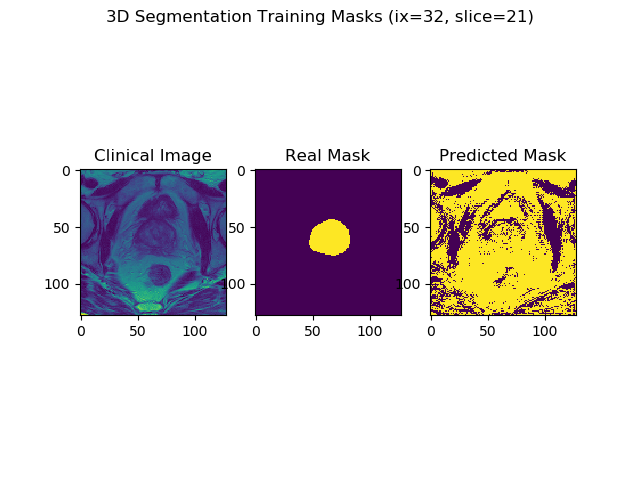 3D Segmentation Training Masks (ix=32, slice=21)
Clinical Image Real Mask Predicted Mask
0 0 0
50 50 50
100 100 100
0 50 100 0 50 100 0 50 100